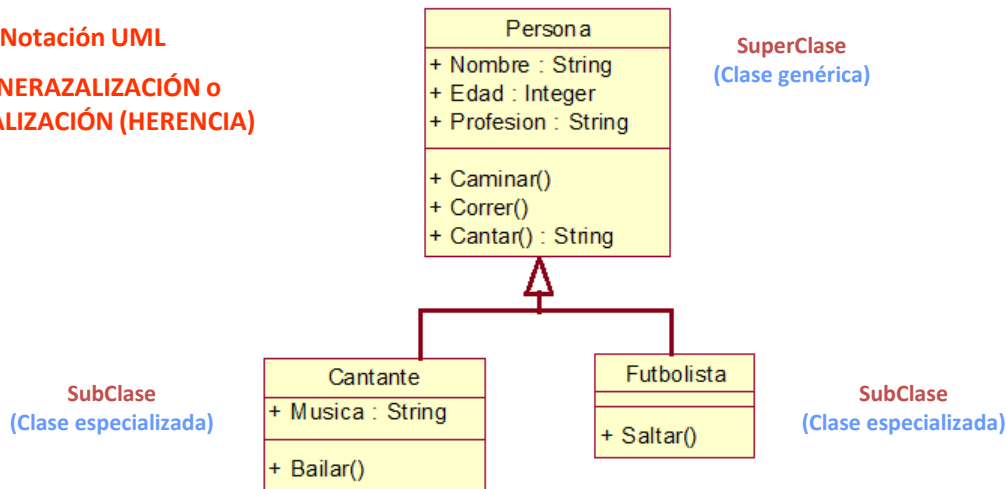 Notación UML
NERAZALIZACIÓN o
ALIZACIÓN (HERENCIA)
Persona
+ Nombre : String
+ Edad : Integer
+ Profesion : String
+ Caminar()
+ Correr()
+ Cantar() : String
SuperClase
(Clase genérica)
SubClase
(Clase especializada)
Cantante
+ Musica : String
+ Bailar()
Futbolista
+ Saltar()
SubClase
(Clase especializada)